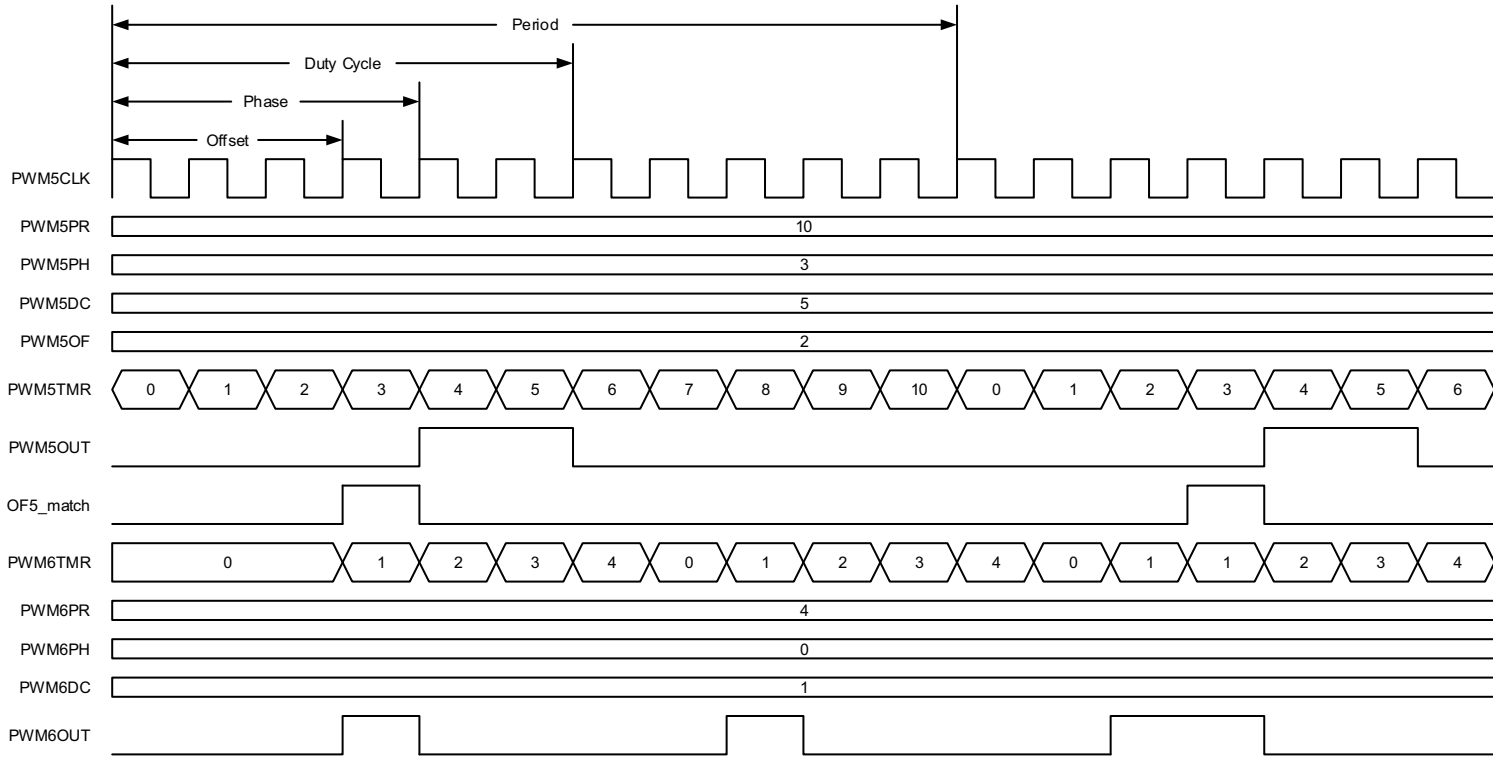 Period
Duty Cycle
Phase
Offset
PWM5CLK
PWM5PR 10
PWM5PH 3
PWM5DC 5
PWM5OF 2
PWM5TMR 0 1 2 3 4 5 6 7 8 9 10 0 1 2 3 4 5 6
PWM5OUT
OF5_match
PWM6TMR 0 1 2 3 4 0 1 2 3 4 0 1 1 2 3 4
PWM6PR 4
PWM6PH 0
PWM6DC 1
PWM6OUT